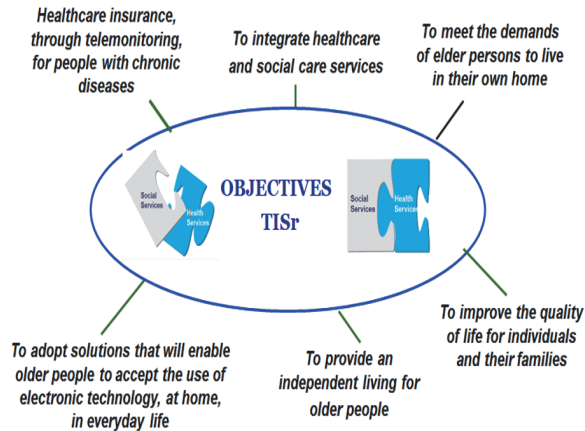 Healthcare insurance,
through telemonitoring,
for people with chronic
diseases
To integrate healthcare
and social care services
To meet the demands
of elder persons to live
in their own home
Social
Services
Health
Services
OBJECTIVES
TISr
Social
Services
Health
Services
To improve the quality
of life for individuals
and their families
To provide an
independent living for
older people
To adopt solutions that will enable
older people to accept the use of
electronic technology, at home,
in everyday life